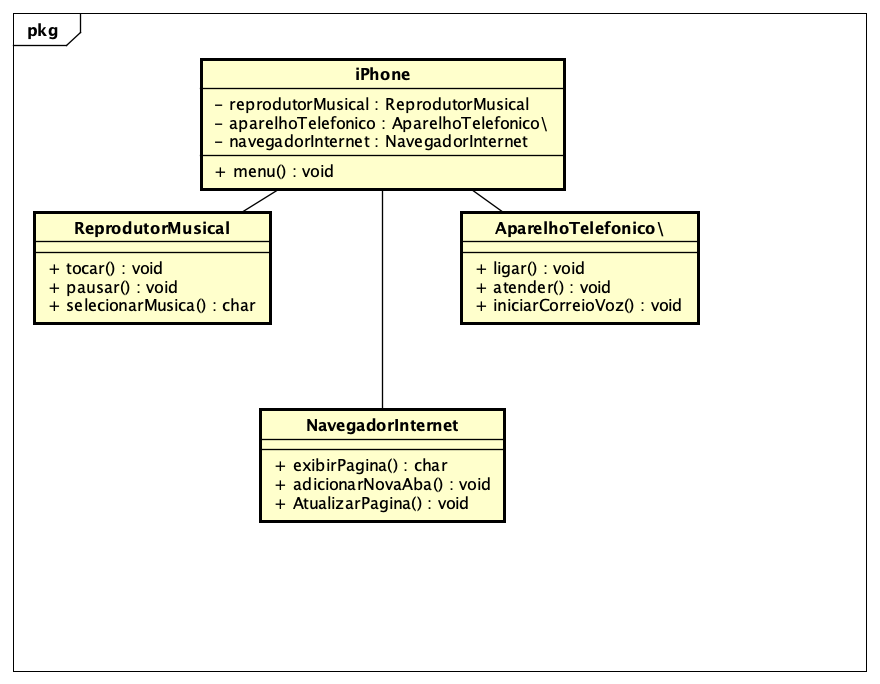 pkg
iPhone
- reprodutorMusical : ReprodutorMusical
- aparelhoTelefonico : AparelhoTelefonico\
- navegadorInternet : NavegadorInternet
+ menu() : void
ReprodutorMusical
+ tocar() : void
+ pausar() : void
+ selecionarMusica() : char
AparelhoTelefonico\
+ ligar() : void
+ atender() : void
+ iniciarCorreioVoz() : void
NavegadorInternet
+ exibirPagina() : char
+ adicionarNovaAba() : void
+ AtualizarPagina() : void